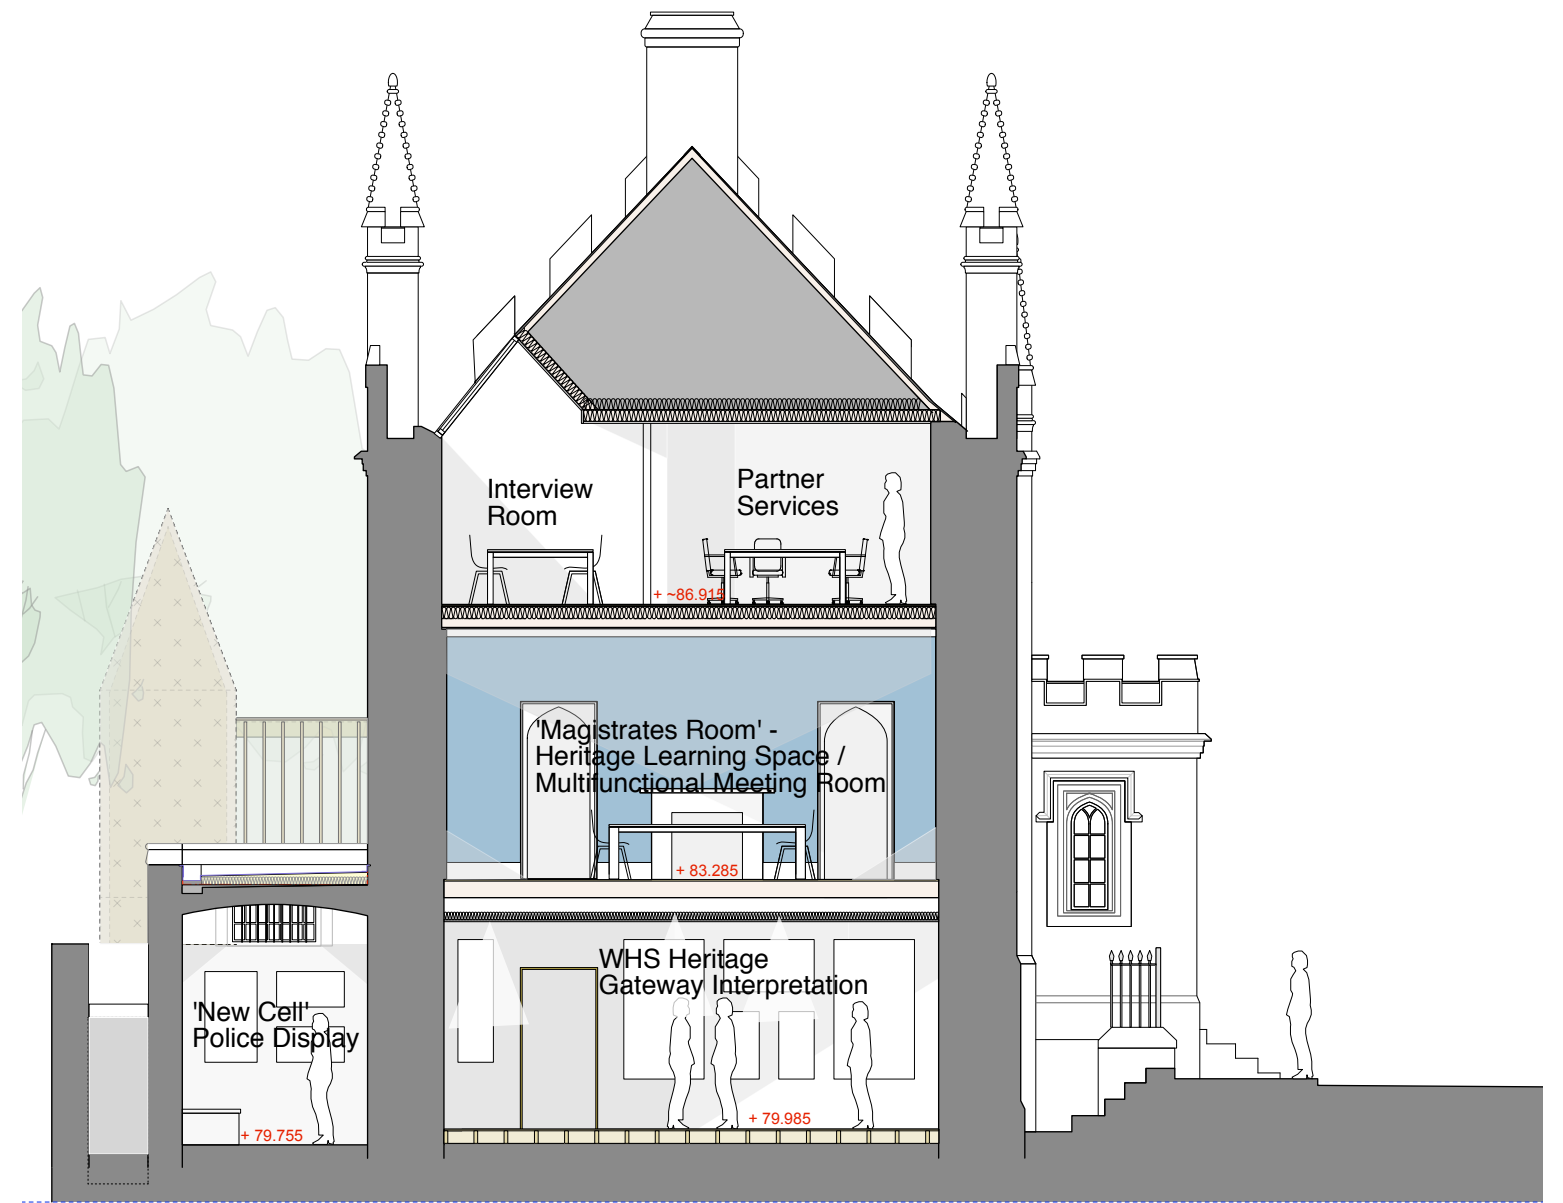 Interview
Room
Partner
Services
+ ~86.915
'Magistrates Room' -
Heritage Learning Space /
Multifunctional Meeting Room
+ 83.285
WHS Heritage
Gateway Interpretation
'New Cell'
Police Display
+ 79.985
+ 79.755